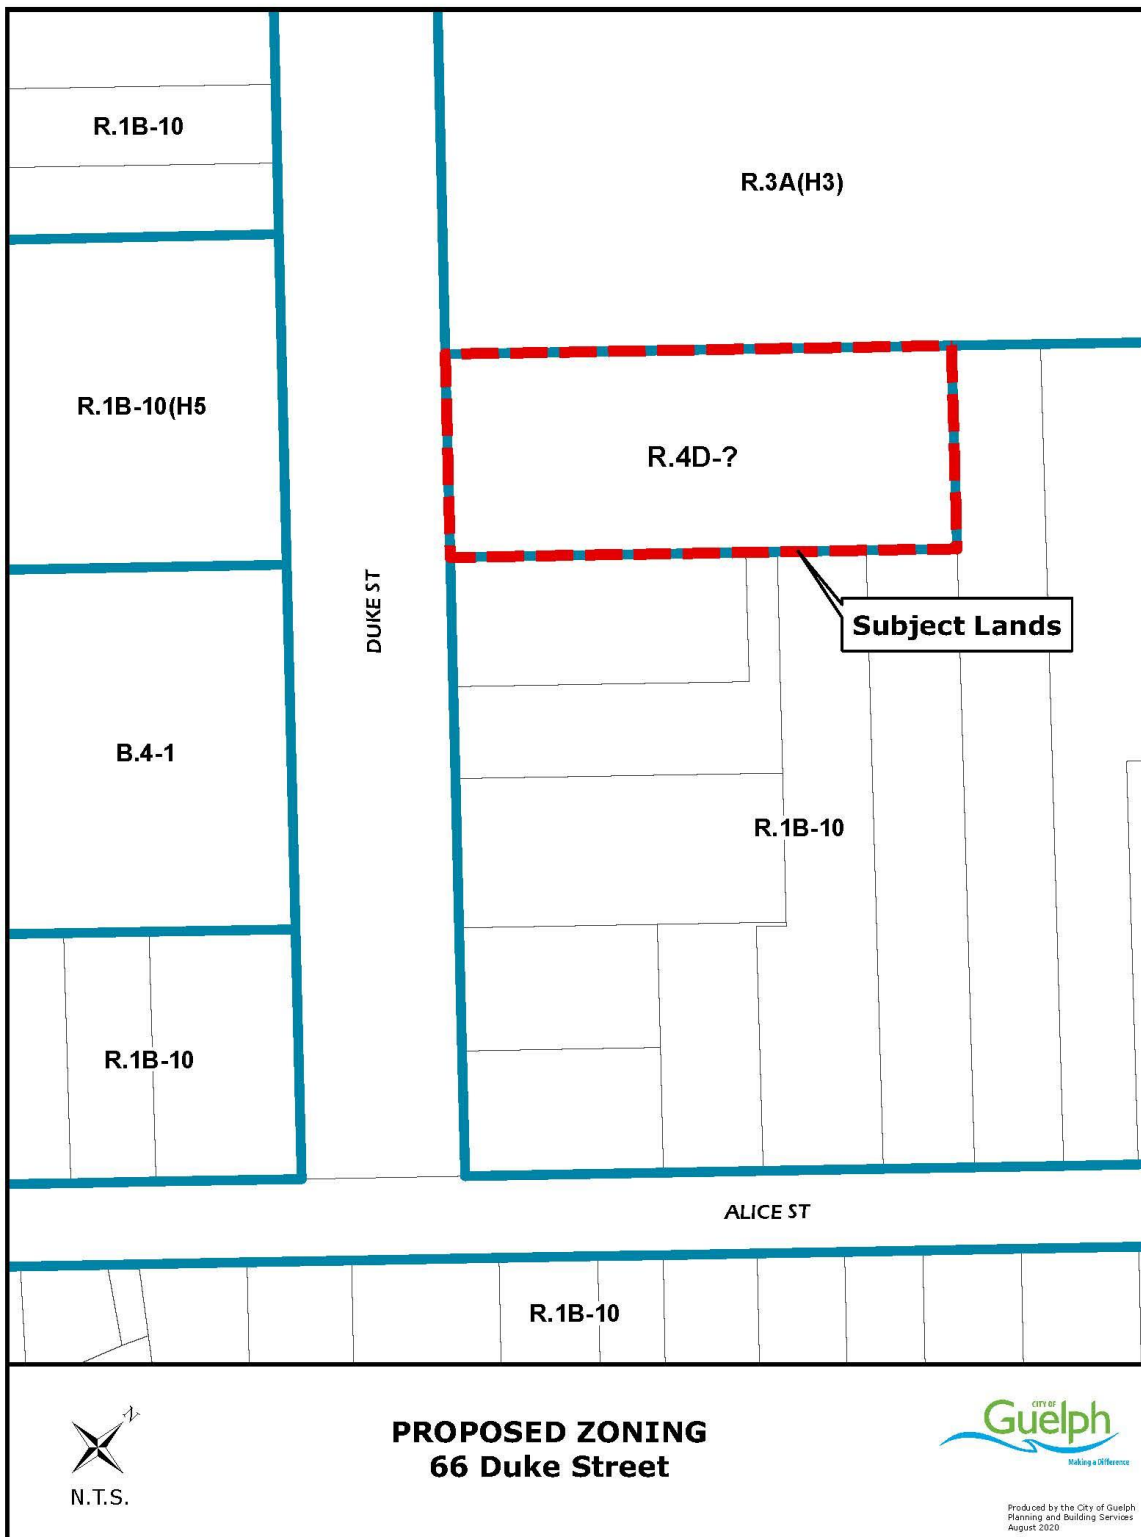 R.1B-10
R.3A(H3)
R.1B-10(H5
R.4D-?
DUKE ST
Subject Lands
B.4-1
R.1B-10
R.1B-10
ALICE ST
R.1B-10
N
N.T.S.
PROPOSED ZONING
66 Duke Street
CITY OF
Guelph
Making a Difference
Produced by the City of Guelph
Planning and Building Services
August 2020